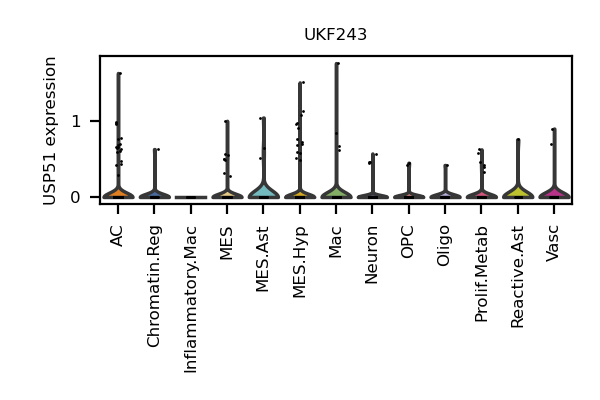 UKF243
USP51 expression
1
0
AC
Chromatin.Reg
Inflammatory.Mac
MES
MES.Ast
MES.Hyp
Mac
Neuron
OPC
Oligo
Prolif.Metab
Reactive.Ast
Vasc